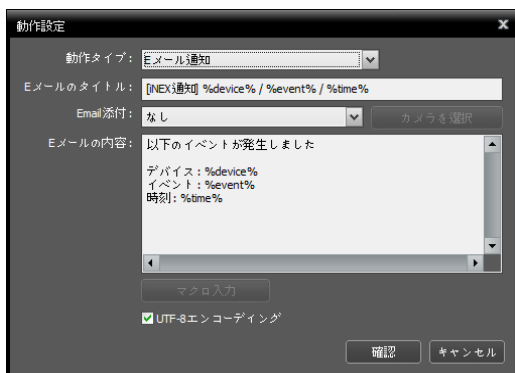 動作設定
動作タイプ: Eメール通知
Eメールのタイトル: [iNEX通知] %device% / %event% / %time%
Email添付: なし カメラを選択
Eメールの内容: 以下のイベントが発生しました
デバイス : %device%
イベント : %event%
時刻 : %time%
マクロ入力
UTF-8エンコーディング
確認 キャンセル